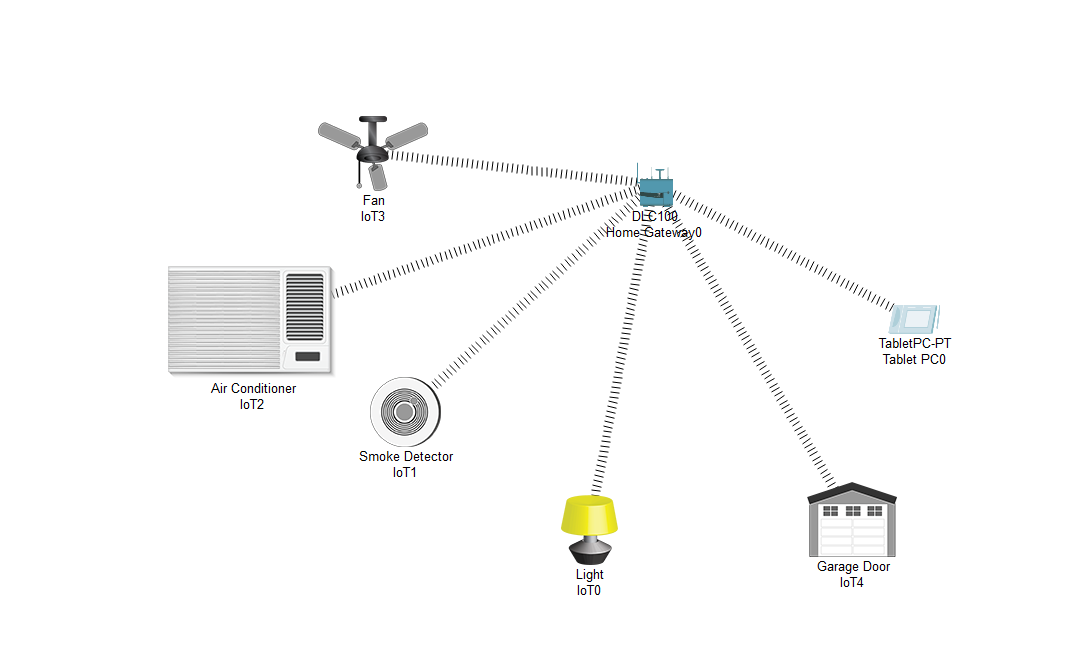 Fan
IoT3
DLC100
Home Gateway0
TabletPC-PT
Tablet PC0
Air Conditioner
IoT2
Smoke Detector
IoT1
Light
IoT0
Garage Door
IoT4